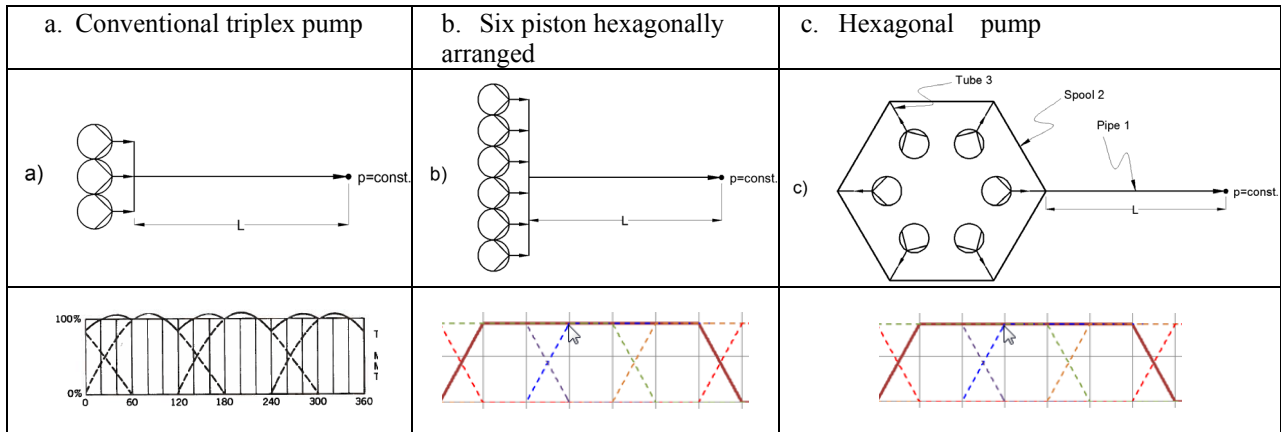 a. Conventional triplex pump
b. Six piston hexagonally
arranged
c. Hexagonal pump
a)
L
p=const.
b)
L
p=const.
c)
Tube 3
Spool 2
Pipe 1
L
p=const.
100%
0%
0 60 120 180 240 300 360
T
M
T